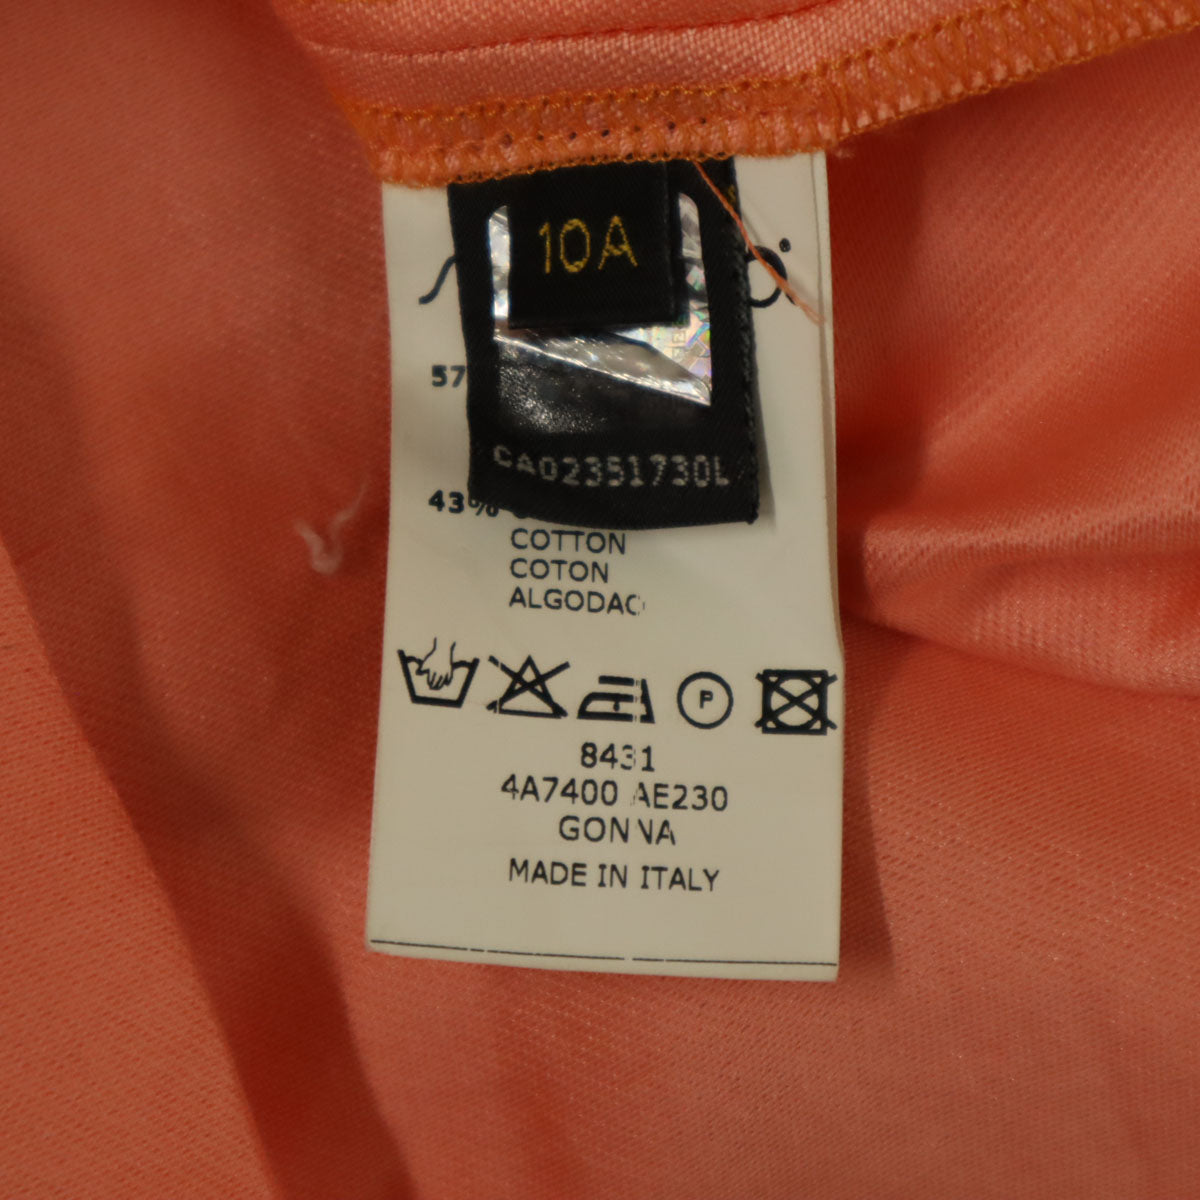 10A
57
CA02351730L
43%
COTTON
COTON
ALGODAO
P
8431
4A7400 AE230
GONNA
MADE IN ITALY